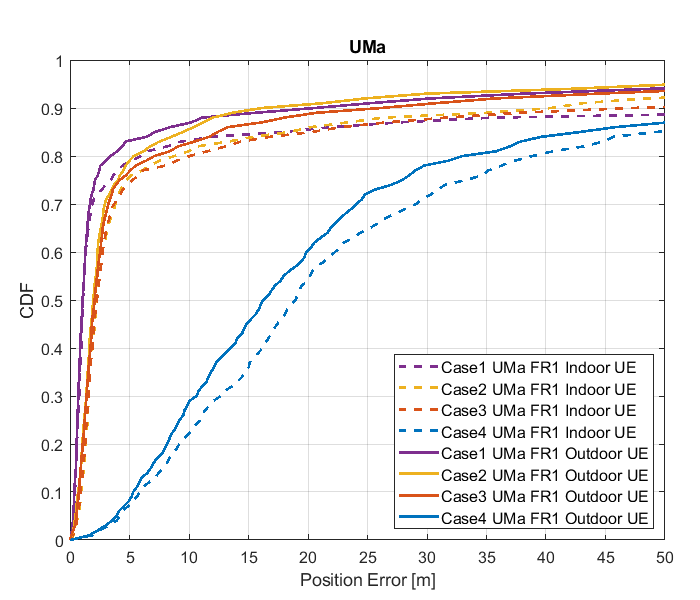 UMa
1
0.9
0.8
0.7
0.6
0.5
0.4
0.3
0.2
0.1
0
CDF
Case1 UMa FR1 Indoor UE
Case2 UMa FR1 Indoor UE
Case3 UMa FR1 Indoor UE
Case4 UMa FR1 Indoor UE
Case1 UMa FR1 Outdoor UE
Case2 UMa FR1 Outdoor UE
Case3 UMa FR1 Outdoor UE
Case4 UMa FR1 Outdoor UE
0 5 10 15 20 25 30 35 40 45 50
Position Error [m]